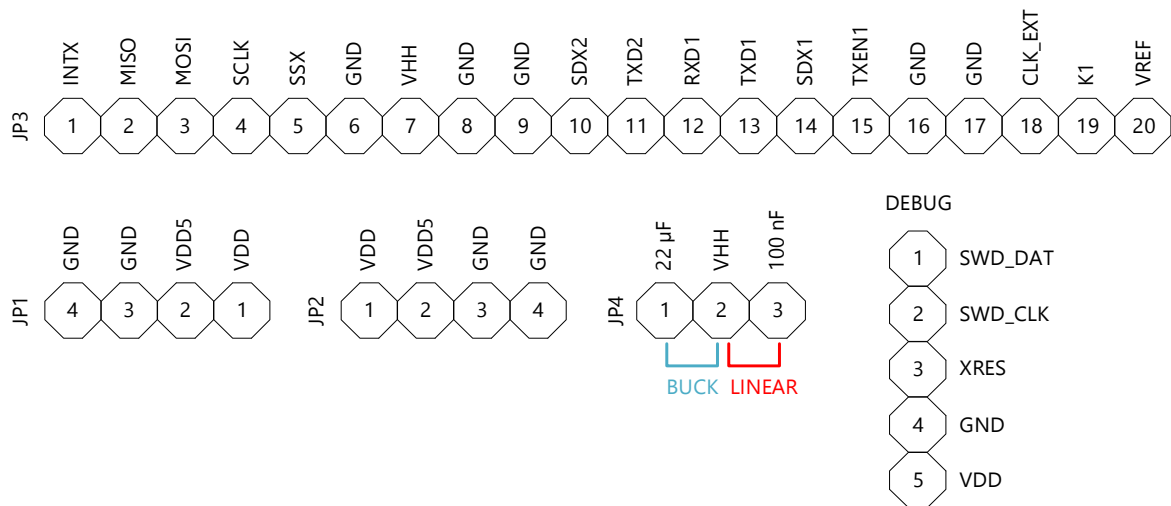 INTX MISO MOSI SCLK SSX GND VHH GND GND SDX2 TXD2 RXD1 TXD1 SDX1 TXEN1 GND GND CLK_EXT K1 VREF
JP3 1 2 3 4 5 6 7 8 9 10 11 12 13 14 15 16 17 18 19 20
GND GND VDD5 VDD
JP1 4 3 2 1
VDD VDD5 GND GND
JP2 1 2 3 4
22 µF VHH 100 nF
JP4 1 2 3
BUCK LINEAR
DEBUG
1 SWD_DAT
2 SWD_CLK
3 XRES
4 GND
5 VDD